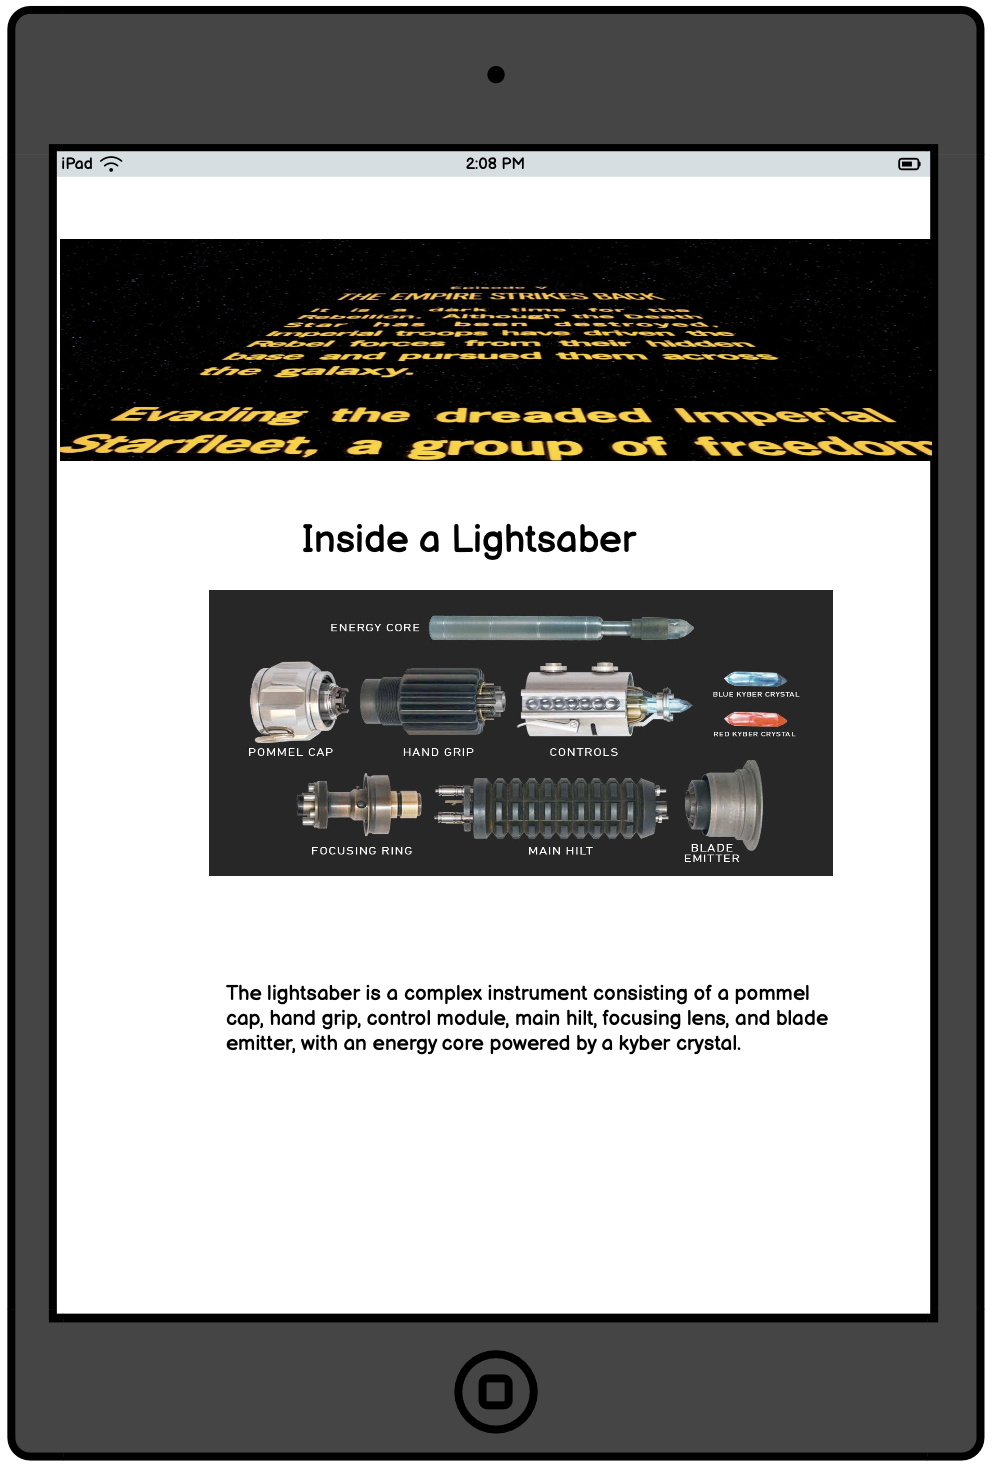 iPad
2:08 PM
Episode V
THE EMPIRE STRIKES BACK
It is a dark time for the
Rebellion. Although the Death
Star has been destroyed,
Imperial troops have driven the
Rebel forces from their hidden
base and pursued them across
the galaxy.
Evading the dreaded Imperial
Starfleet, a group of freedom
Inside a Lightsaber
ENERGY CORE
BLUE KYBER CRYSTAL
RED KYBER CRYSTAL
POMMEL CAP
HAND GRIP
CONTROLS
FOCUSING RING
MAIN HILT
BLADE
EMITTER
The lightsaber is a complex instrument consisting of a pommel
cap, hand grip, control module, main hilt, focusing lens, and blade
emitter, with an energy core powered by a kyber crystal.